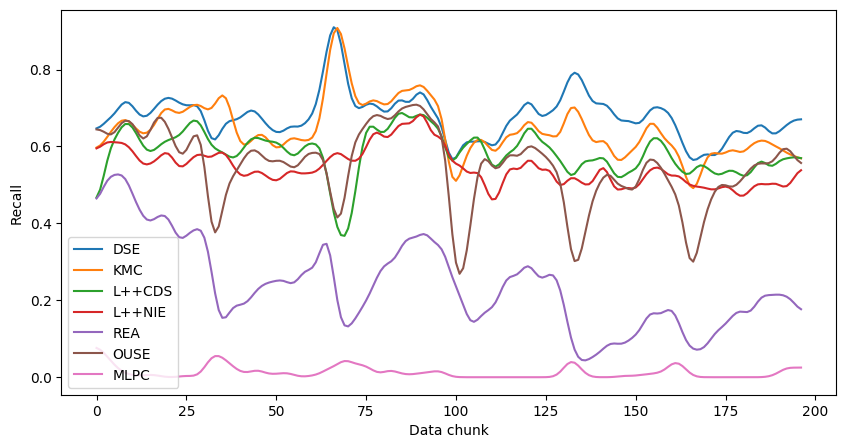 Recall
0.8
0.6
0.4
0.2
0.0
DSE
KMC
L++CDS
L++NIE
REA
OUSE
MLPC
0 25 50 75 100 125 150 175 200
Data chunk